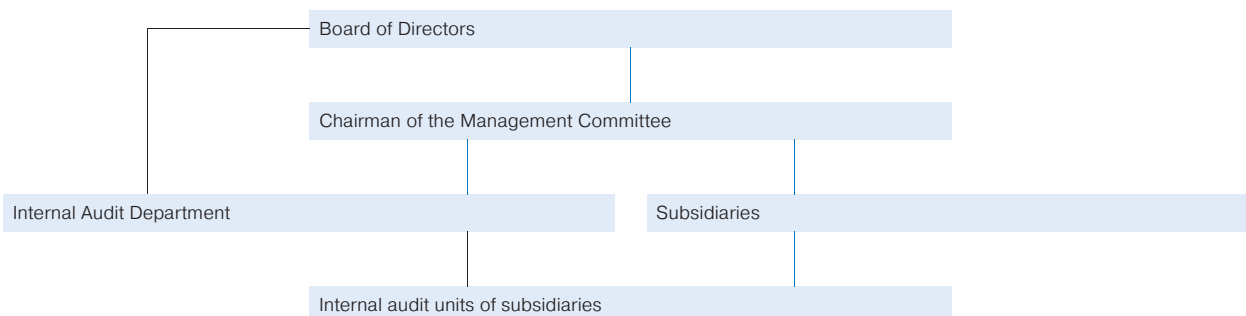 Board of Directors
Chairman of the Management Committee
Internal Audit Department
Subsidiaries
Internal audit units of subsidiaries